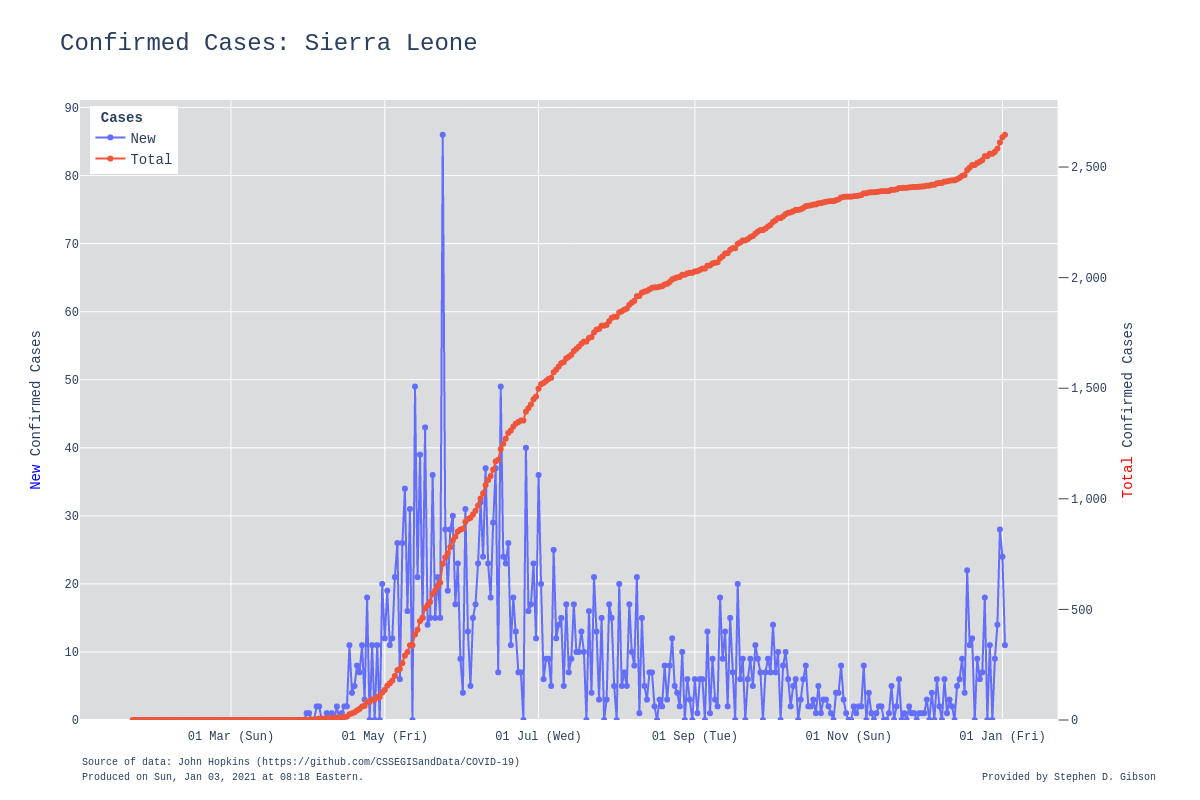 Confirmed Cases: Sierra Leone
Cases
New
Total
90
80
70
60
50
40
30
20
10
0
New Confirmed Cases
2,500
2,000
1,500
1,000
500
0
Total Confirmed Cases
01 Mar (Sun) 01 May (Fri) 01 Jul (Wed) 01 Sep (Tue) 01 Nov (Sun) 01 Jan (Fri)
Source of data: John Hopkins (https://github.com/CSSEGISandData/COVID-19)
Produced on Sun, Jan 03, 2021 at 08:18 Eastern.
Provided by Stephen D. Gibson